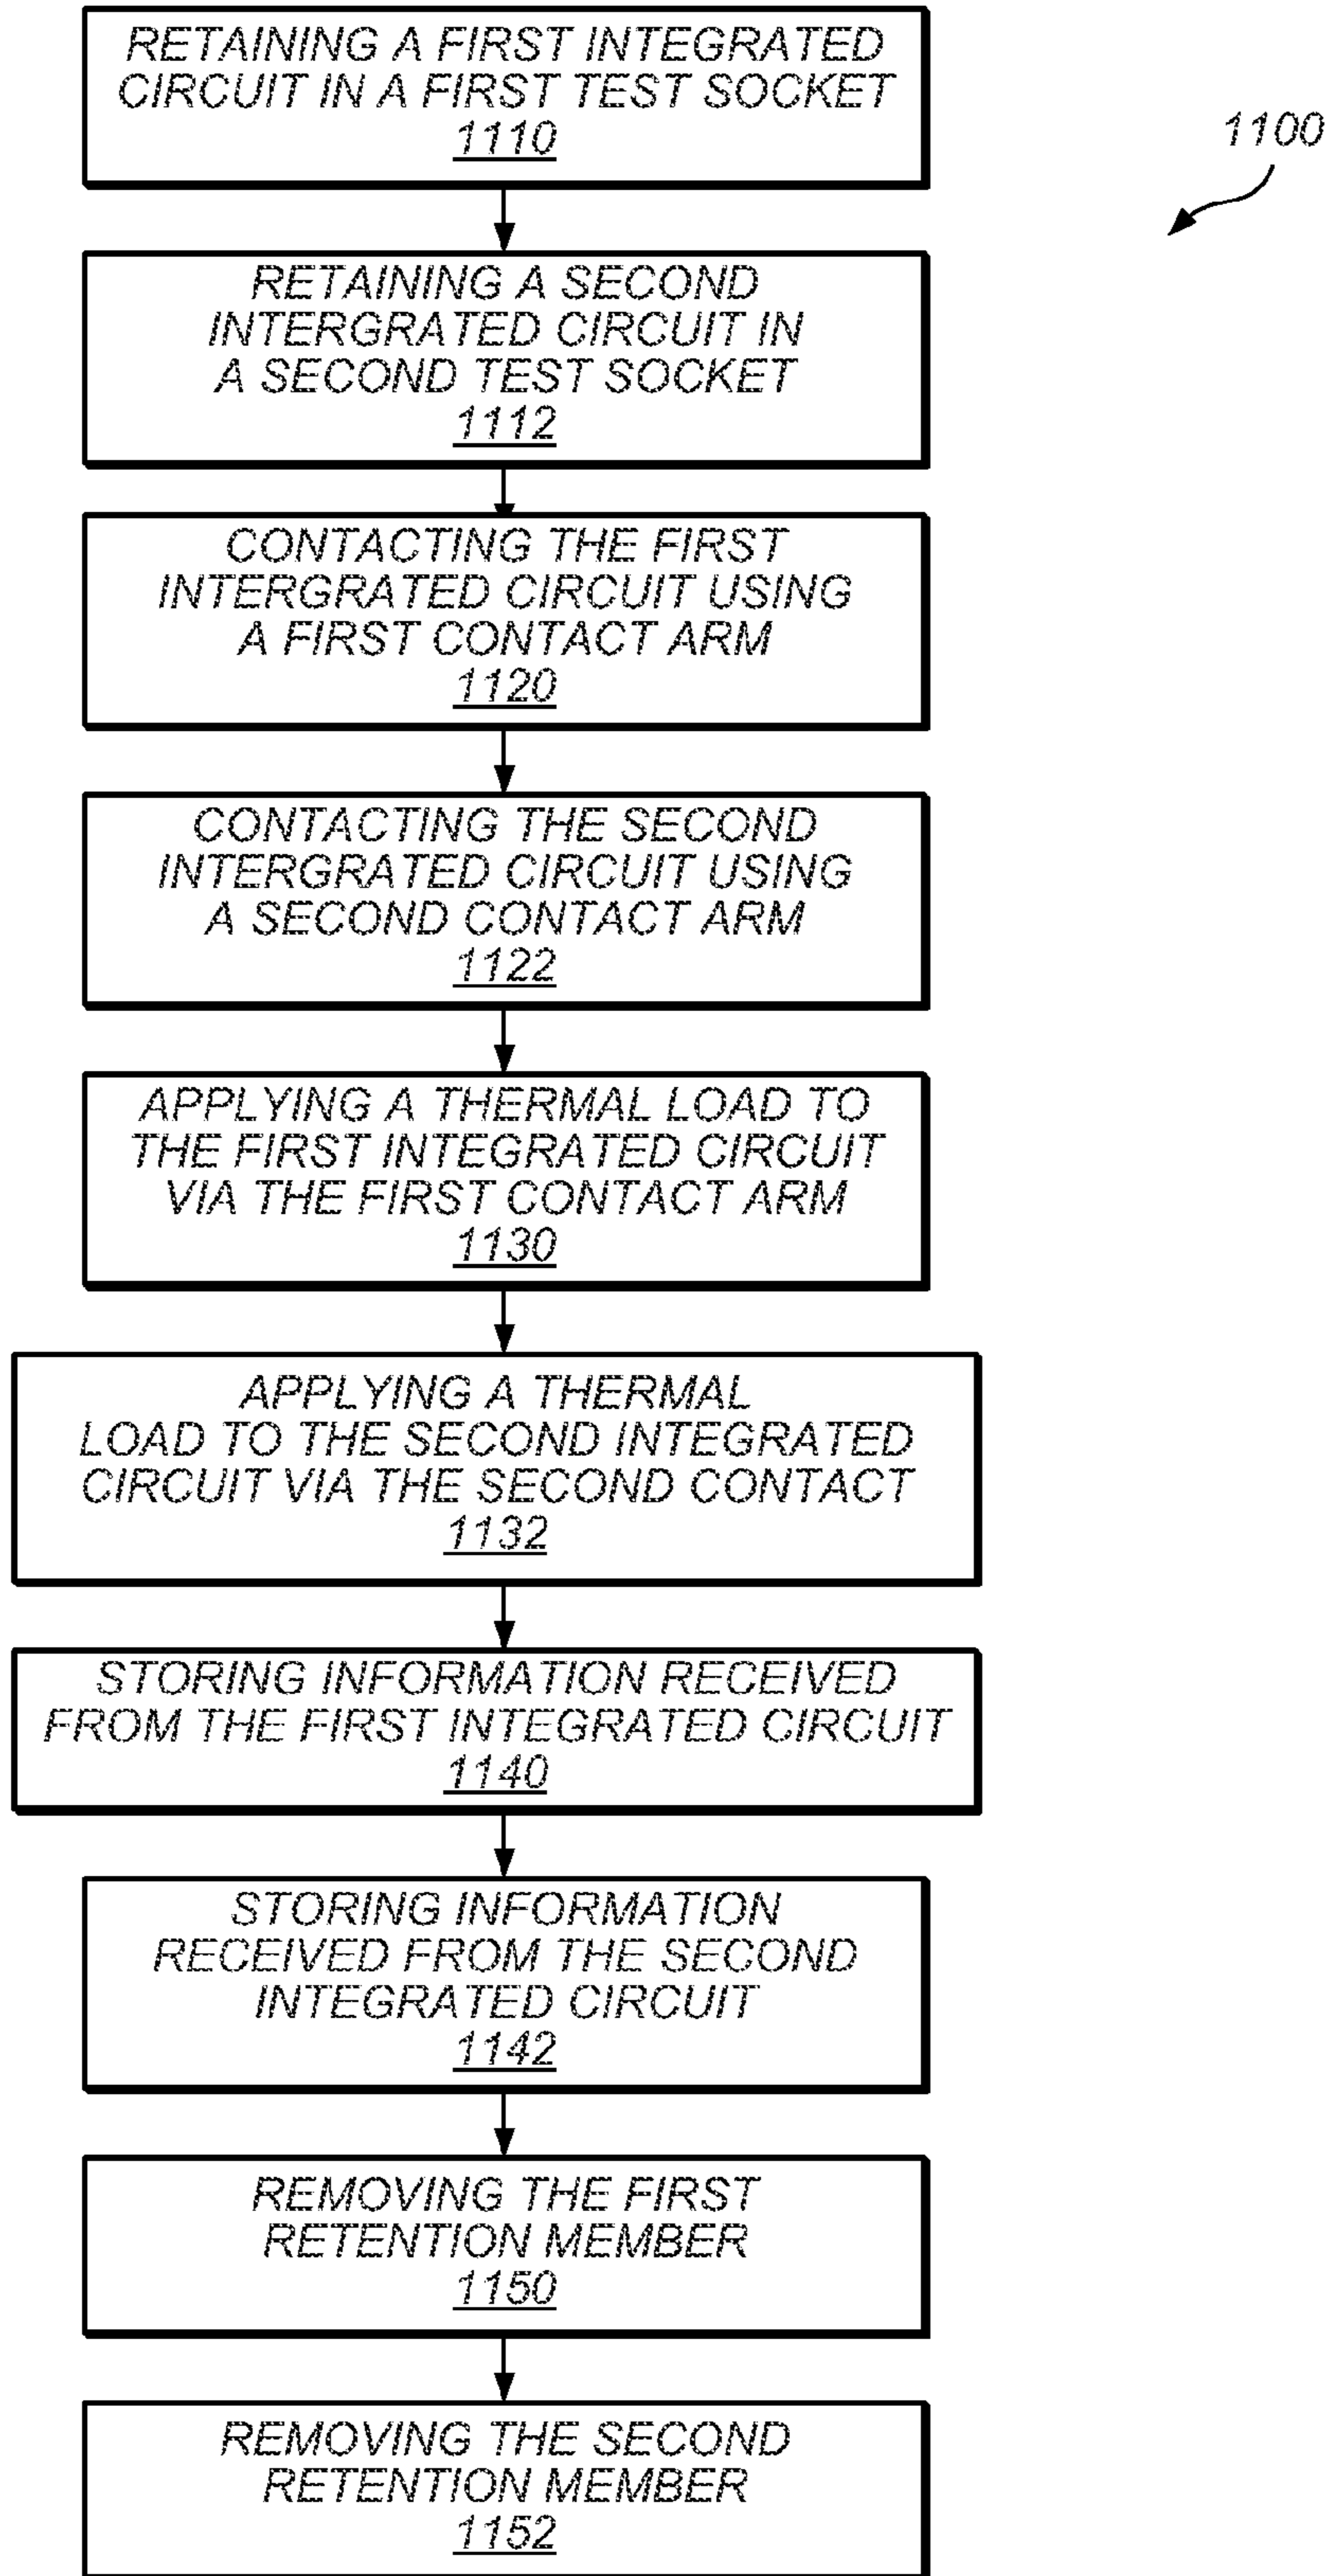 RETAINING A FIRST INTEGRATED
CIRCUIT IN A FIRST TEST SOCKET
1110
1100
RETAINING A SECOND
INTERGRATED CIRCUIT IN
A SECOND TEST SOCKET
1112
CONTACTING THE FIRST
INTERGRATED CIRCUIT USING
A FIRST CONTACT ARM
1120
CONTACTING THE SECOND
INTERGRATED CIRCUIT USING
A SECOND CONTACT ARM
1122
APPLYING A THERMAL LOAD TO
THE FIRST INTEGRATED CIRCUIT
VIA THE FIRST CONTACT ARM
1130
APPLYING A THERMAL
LOAD TO THE SECOND INTEGRATED
CIRCUIT VIA THE SECOND CONTACT
1132
STORING INFORMATION RECEIVED
FROM THE FIRST INTEGRATED CIRCUIT
1140
STORING INFORMATION
RECEIVED FROM THE SECOND
INTEGRATED CIRCUIT
1142
REMOVING THE FIRST
RETENTION MEMBER
1150
REMOVING THE SECOND
RETENTION MEMBER
1152